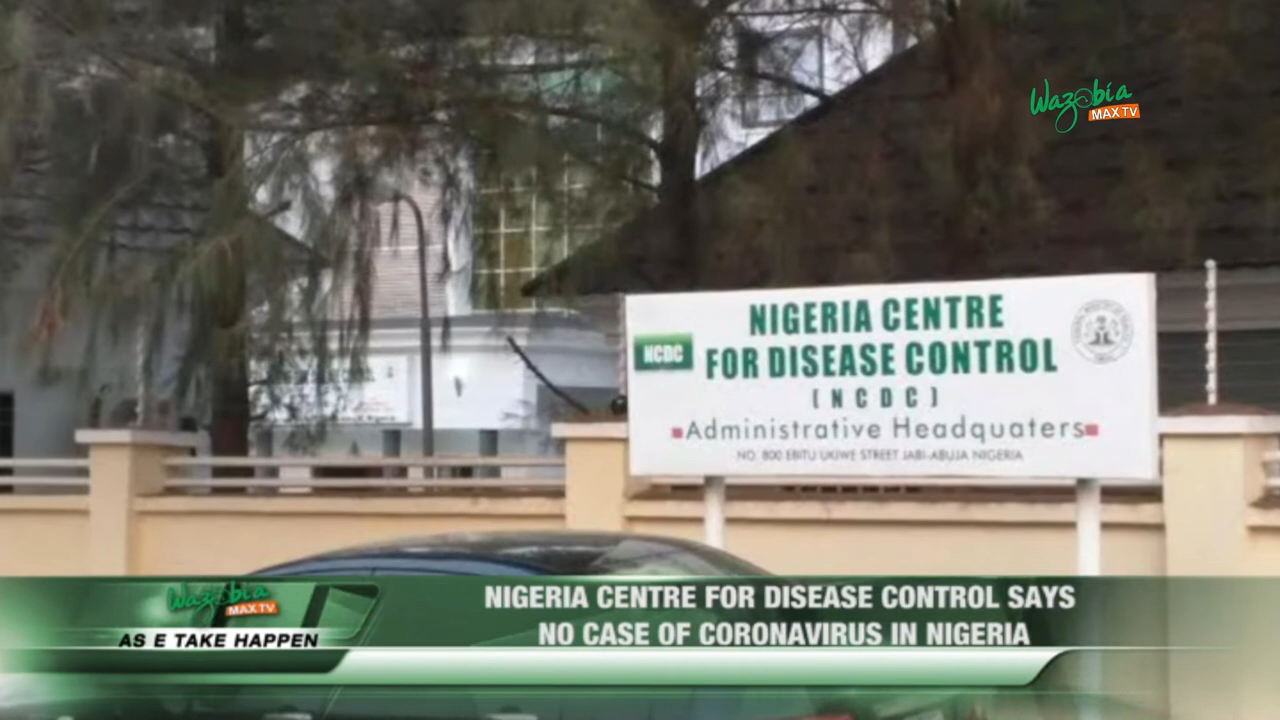 Wazobia
MAX TV
NIGERIA CENTRE
NCDC
FOR DISEASE CONTROL
(NCDC)
Administrative Headquaters
NO. 800 EBITU UKIWE STREET JABI-ABUJA NIGERIA
Wazobia
MAX TV
AS E TAKE HAPPEN
NIGERIA CENTRE FOR DISEASE CONTROL SAYS
NO CASE OF CORONAVIRUS IN NIGERIA